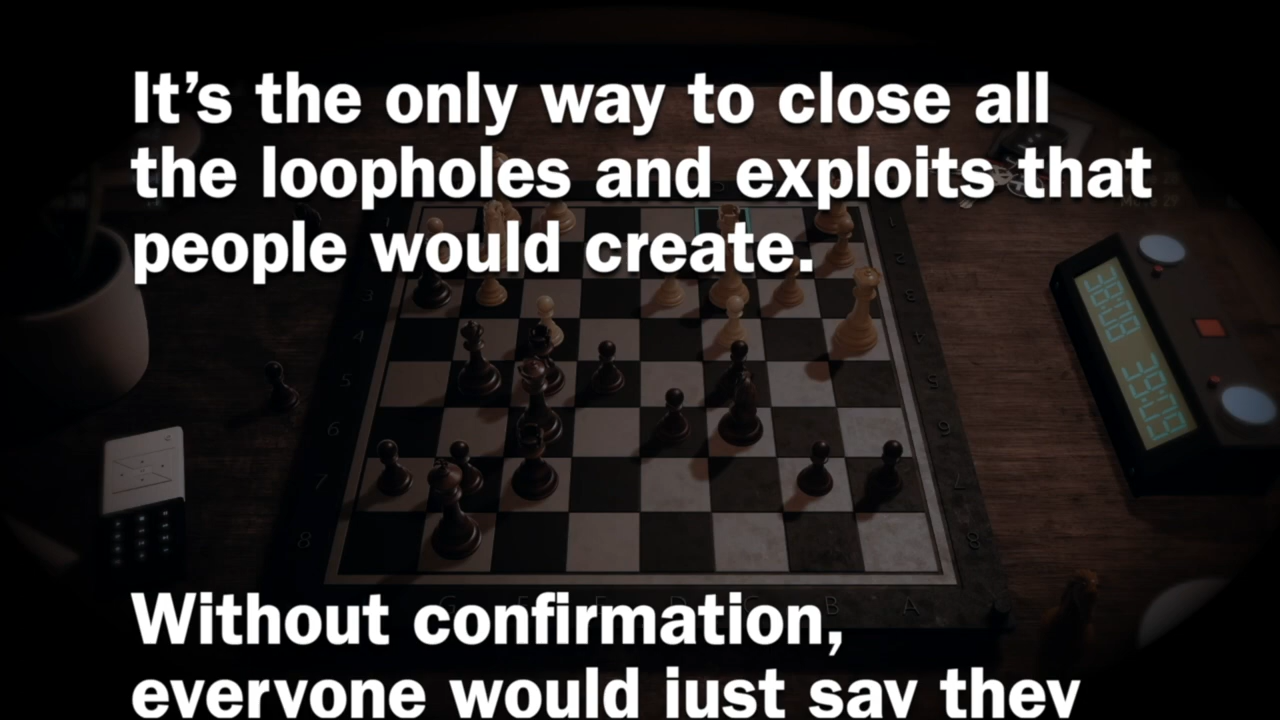 It's the only way to close all
the loopholes and exploits that
people would create.
Without confirmation,
everyone would just say they